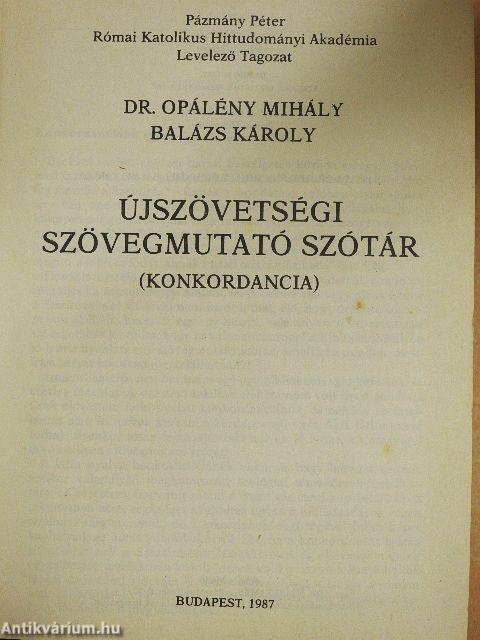 Pázmány Péter
Római Katolikus Hittudományi Akadémia
Levelező Tagozat
DR. OPÁLÉNY MIHÁLY
BALÁZS KÁROLY
ÚJSZÖVETSÉGI
SZÖVEGMUTATÓ SZÓTÁR
(KONKORDANCIA)
BUDAPEST, 1987
Antikvárium.hu